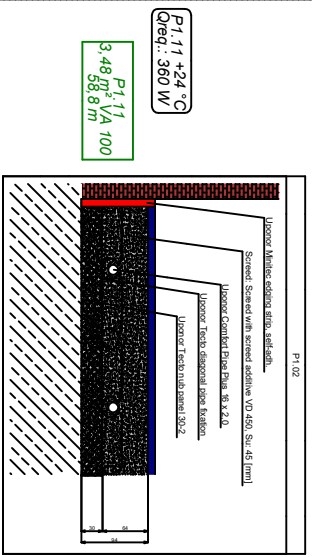 P1.11 +24 °C
Qreq.: 360 W
P1.11
3,48 m² VA 100
58,8 m
P1.02
Uponor Minitec edging strip, self-adh.
Screed: Screed with screed additive VD 450, Su: 45 [mm]
Uponor Comfort Pipe Plus 16 x 2,0
Uponor Tecto diagonal pipe fixation
Uponor Tecto nub panel 30-2
30
64
94